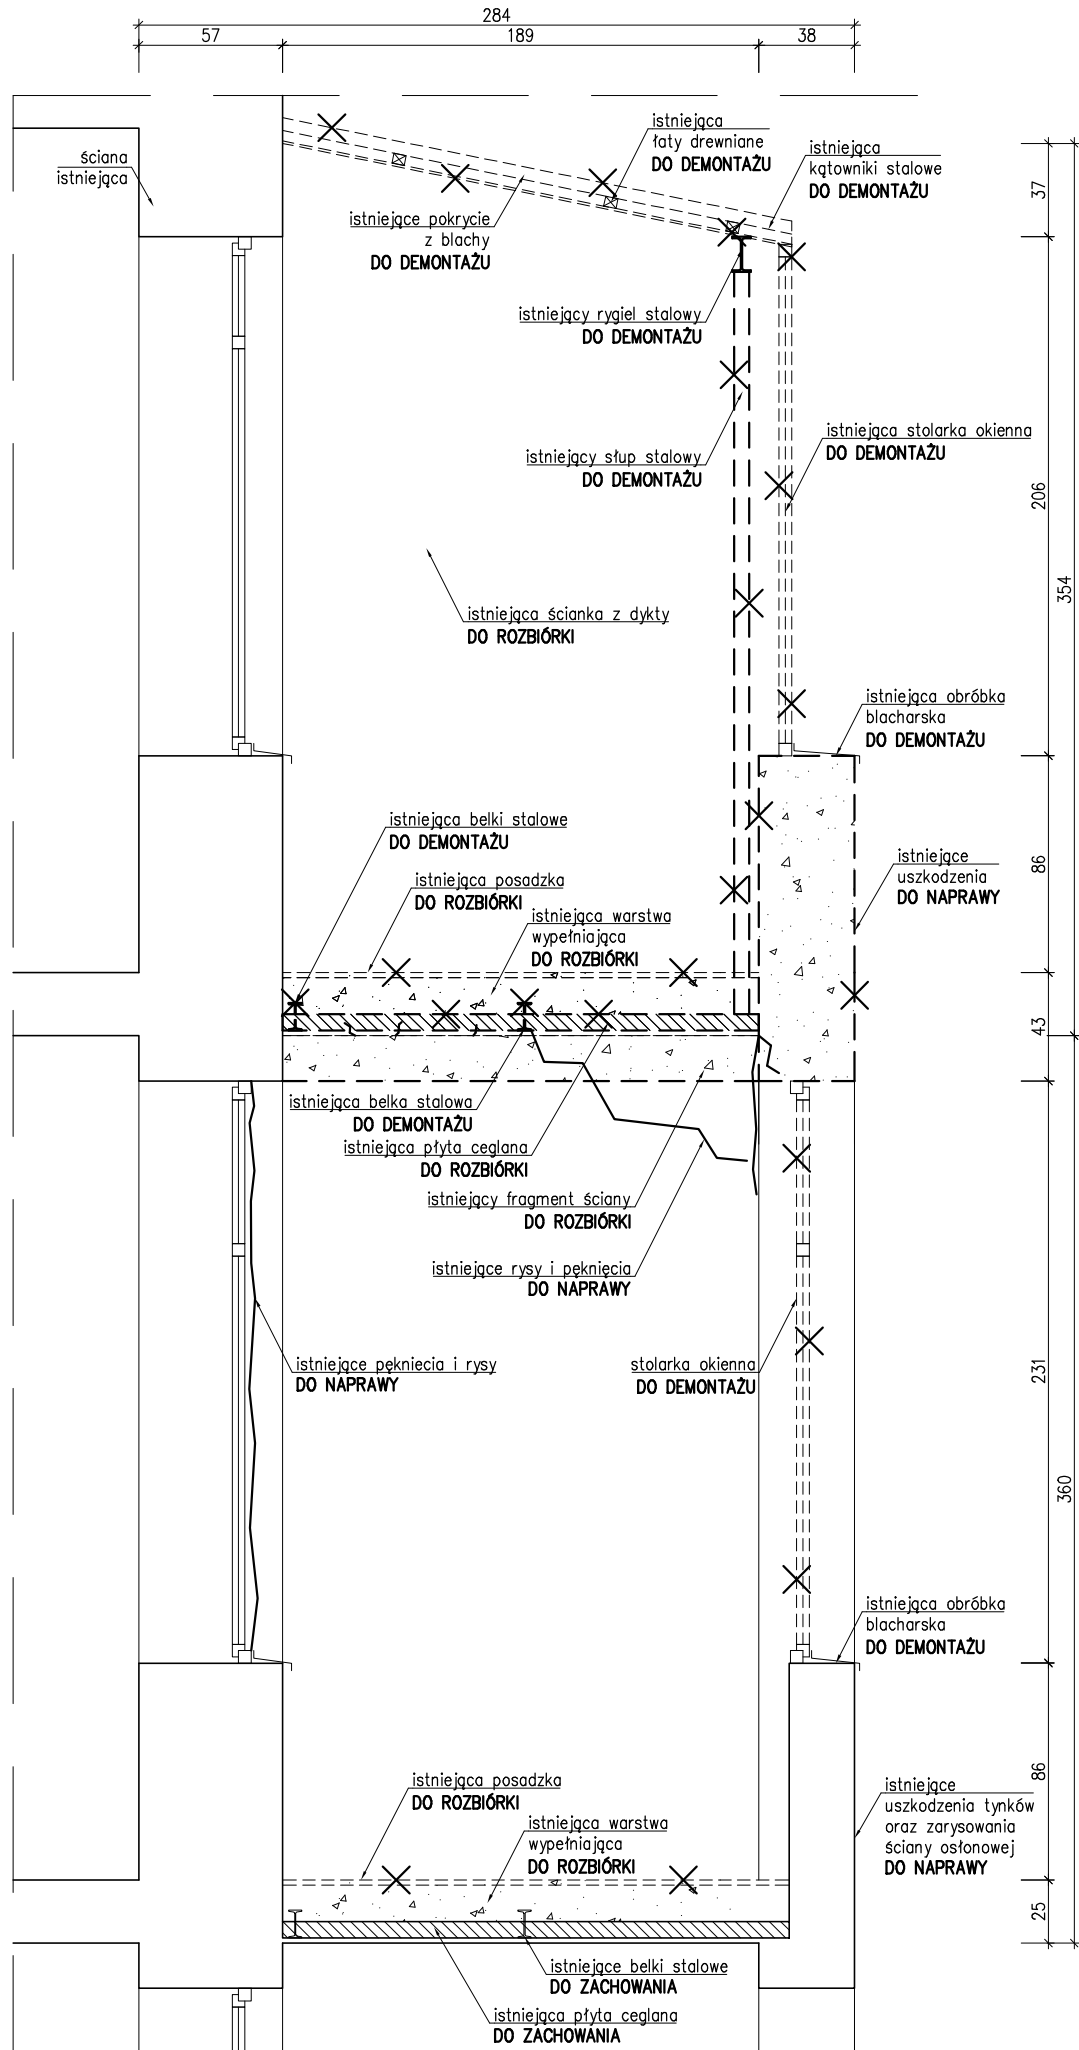 284
57
189
38
ściana
istniejąca
istniejąca
łaty drewniane
DO DEMONTAŻU
istniejąca
kątowniki stalowe
DO DEMONTAŻU
37
istniejące pokrycie
z blachy
DO DEMONTAŻU
istniejący rygiel stalowy
DO DEMONTAŻU
istniejąca stolarka okienna
DO DEMONTAŻU
istniejący słup stalowy
DO DEMONTAŻU
206
354
istniejąca ścianka z dykty
DO ROZBIÓRKI
istniejąca obróbka
blacharska
DO DEMONTAŻU
istniejąca belki stalowe
DO DEMONTAŻU
istniejące
uszkodzenia
DO NAPRAWY
86
istniejąca posadzka
DO ROZBIÓRKI
istniejąca warstwa
wypełniająca
DO ROZBIÓRKI
43
istniejąca belka stalowa
DO DEMONTAŻU
istniejąca płyta ceglana
DO ROZBIÓRKI
istniejący fragment ściany
DO ROZBIÓRKI
istniejące rysy i pęknięcia
DO NAPRAWY
istniejące pękniecia i rysy
DO NAPRAWY
stolarka okienna
DO DEMONTAŻU
231
360
istniejąca obróbka
blacharska
DO DEMONTAŻU
istniejąca posadzka
DO ROZBIÓRKI
istniejąca warstwa
wypełniająca
DO ROZBIÓRKI
istniejące
uszkodzenia tynków
oraz zarysowania
ściany osłonowej
DO NAPRAWY
86
25
istniejące belki stalowe
DO ZACHOWANIA
istniejąca płyta ceglana
DO ZACHOWANIA